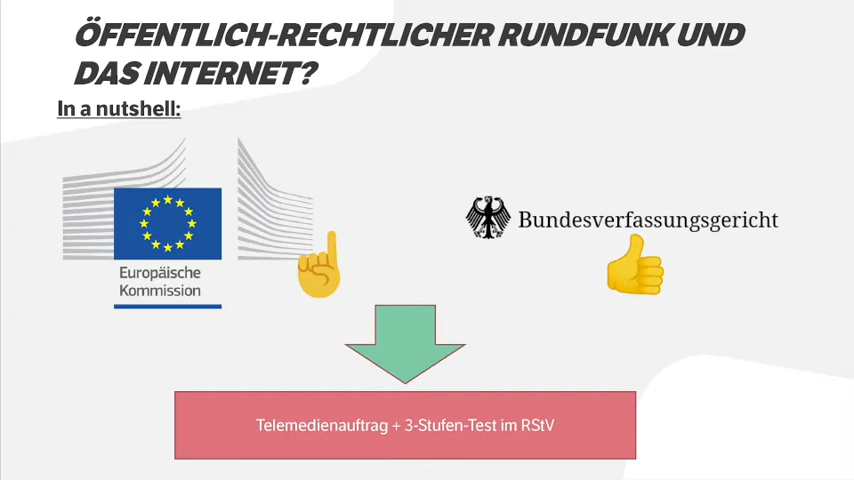 ÖFFENTLICH-RECHTLICHER RUNDFUNK UND
DAS INTERNET?
In a nutshell:
Europäische
Kommission
Bundesverfassungsgericht
Telemedienauftrag + 3-Stufen-Test im RStV